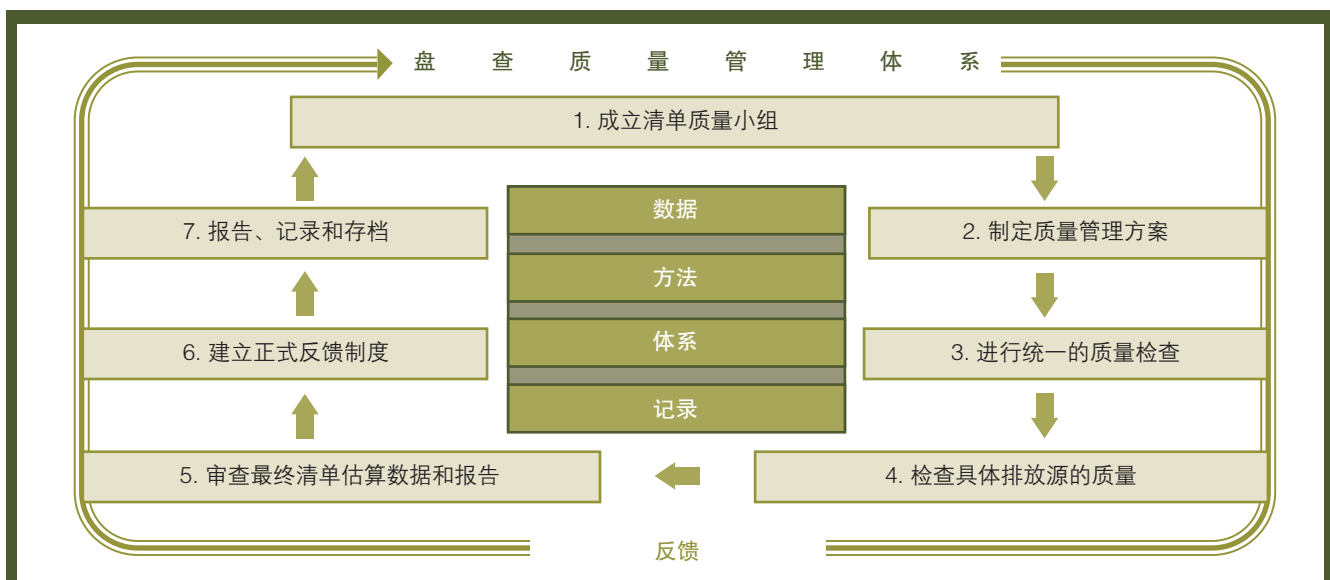 盘查质量管理体系
1. 成立清单质量小组
7. 报告、记录和存档
数据
2. 制定质量管理方案
方法
6. 建立正式反馈制度
体系
3. 进行统一的质量检查
记录
5. 审查最终清单估算数据和报告
4. 检查具体排放源的质量
反馈